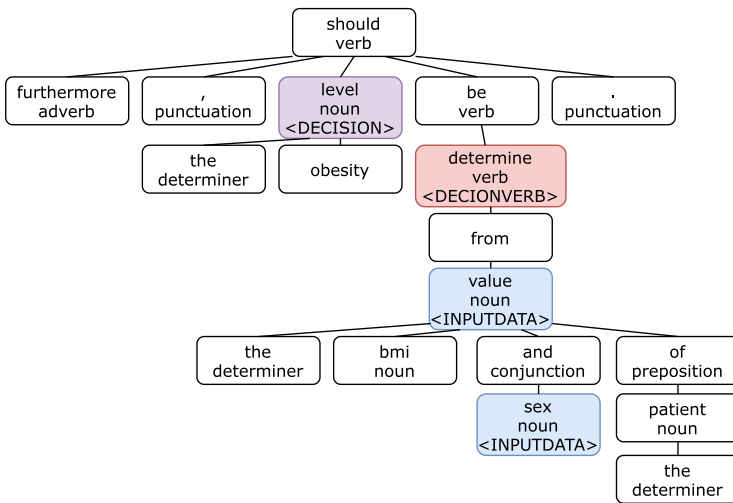 should
verb
furthermore
adverb
,
punctuation
level
noun
<DECISION>
be
verb
.
punctuation
the
determiner
obesity
determine
verb
<DECIONVERB>
from
value
noun
<INPUTDATA>
the
determiner
bmi
noun
and
conjunction
of
preposition
sex
noun
<INPUTDATA>
patient
noun
the
determiner